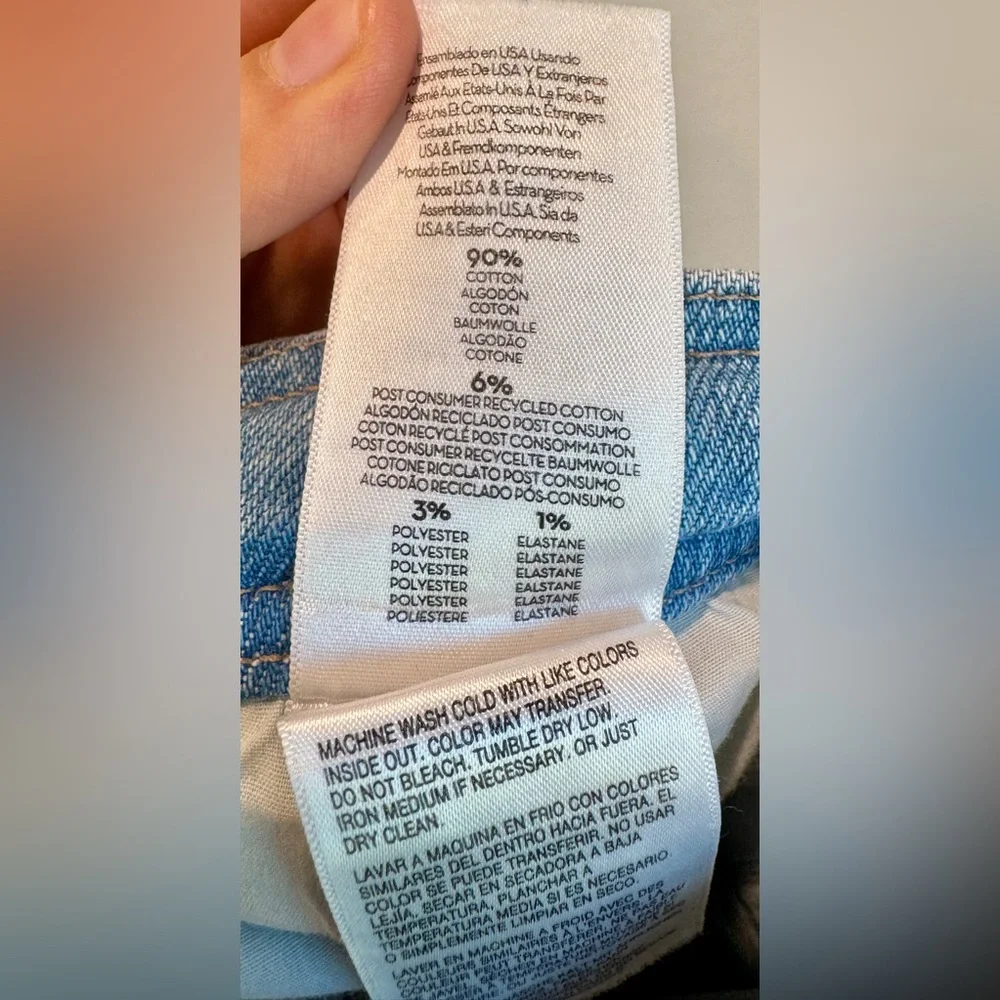 Ensamblado en USA Usando
Componentes De USA Y Extranjeros
Assemlé Aux Etats-Unis À La Fois Par
États-Unis Et Composants Étrangers
Gebaut In U.S.A. Sowohl Von
USA & Fremdkomponenten
Montado Em U.S.A. Por componentes
Ambos U.S.A & Estrangeiros
Assemblato In U.S.A. Sia da
U.S.A & Esteri Components
90%
COTTON
ALGODÓN
COTON
BAUMWOLLE
ALGODÃO
COTONE
6%
POST CONSUMER RECYCLED COTTON
ALGODÓN RECICLADO POST CONSUMO
COTON RECYCLÉ POST CONSOMMATION
POST CONSUMER RECYCELTE BAUMWOLLE
COTONE RICICLATO POST CONSUMO
ALGODÃO RECICLADO PÓS-CONSUMO
3%
POLYESTER
POLYESTER
POLYESTER
POLYESTER
POLYESTER
POLIESTERE
1%
ELASTANE
ELASTANE
ELASTANE
EALSTANE
ELASTANE
ELASTANE
MACHINE WASH COLD WITH LIKE COLORS
INSIDE OUT. COLOR MAY TRANSFER.
DO NOT BLEACH. TUMBLE DRY LOW.
IRON MEDIUM IF NECESSARY. OR JUST
DRY CLEAN.
LAVAR A MAQUINA EN FRIO CON COLORES
SIMILARES DEL DENTRO HACIA FUERA. EL
COLOR SE PUEDE TRANSFERIR. NO USAR
LEJÍA, SECAR EN SECADORA A BAJA
TEMPERATURA, PLANCHAR A
TEMPERATURA MEDIA SI ES NECESARIO
O SIMPLEMENTE LIMPIAR EN SECO.
LAVER EN MACHINE A FROID AVEC DES
COULEURS SIMILAIRES A L'ENVERS